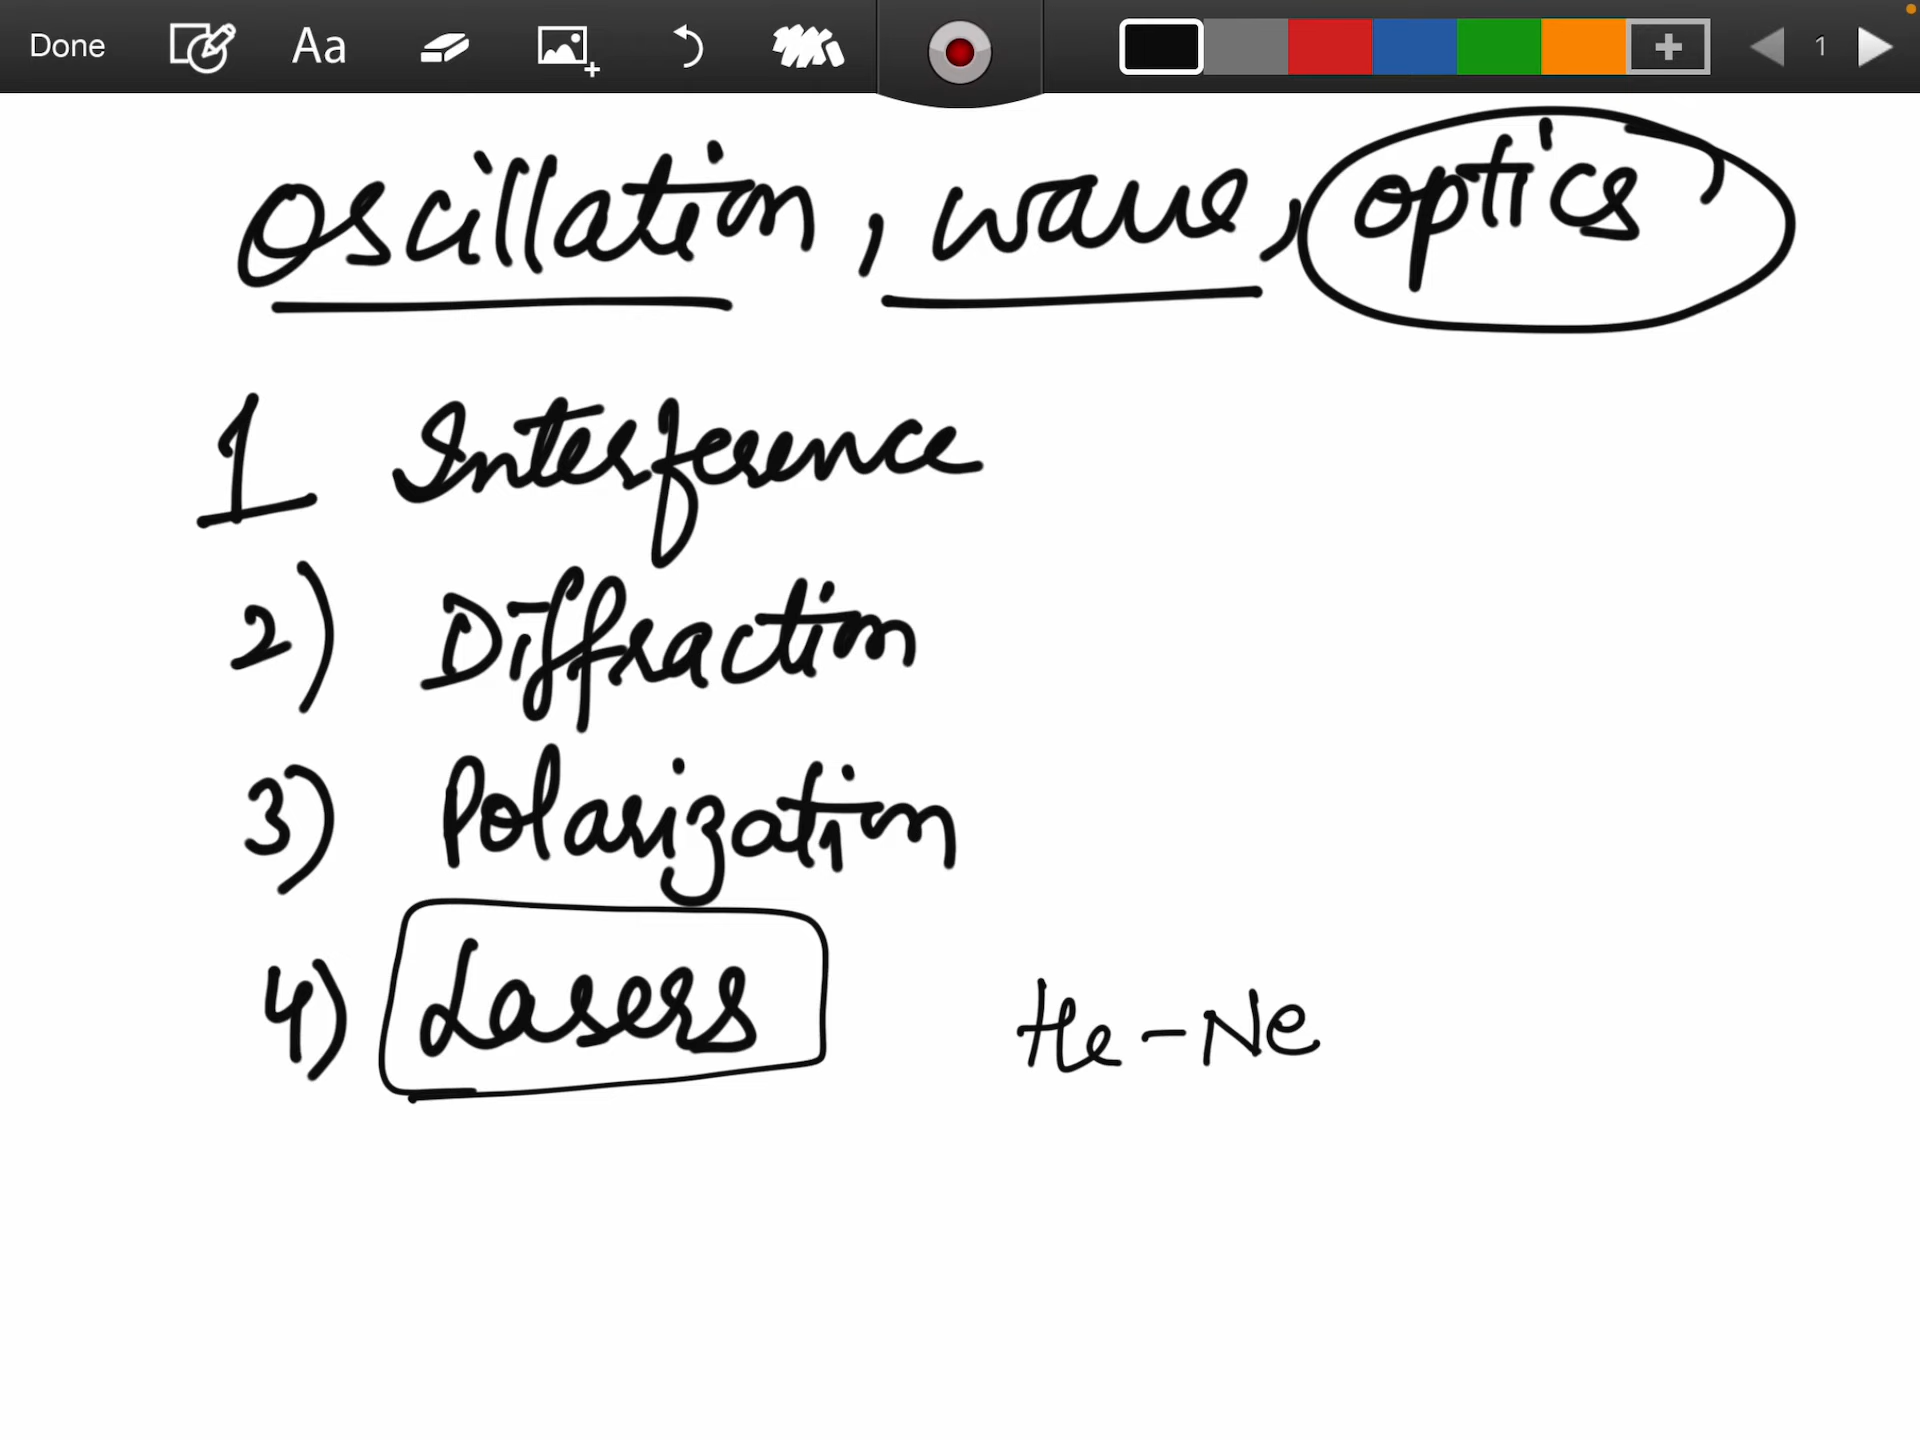 Done Aa 1
Oscillation, wave, optics
1 Interference
2) Diffraction
3) Polarization
4) Lasers He-Ne